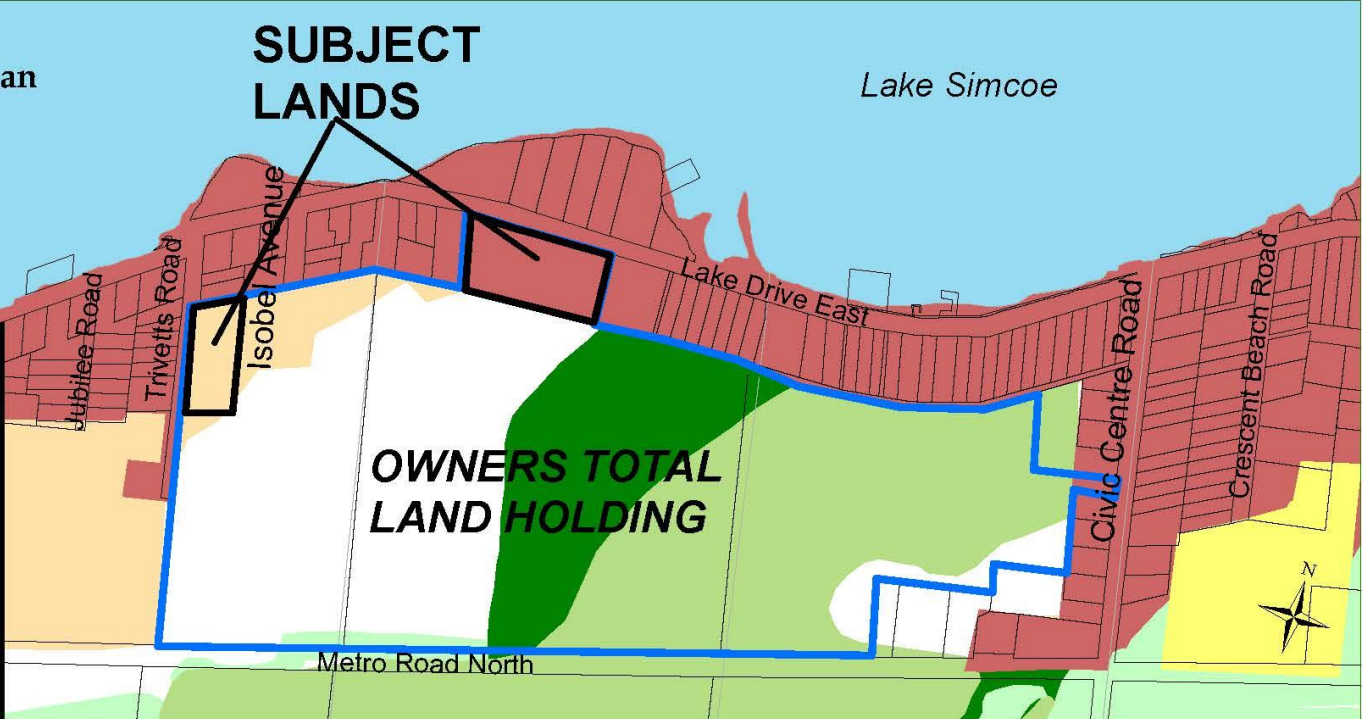 SUBJECT
LANDS
an
Lake Simcoe
Isobel Avenue
Trivetts Road
Jubilee Road
Lake Drive East
Civic Centre Road
Crescent Beach Road
OWNERS TOTAL
LAND HOLDING
N
Metro Road North